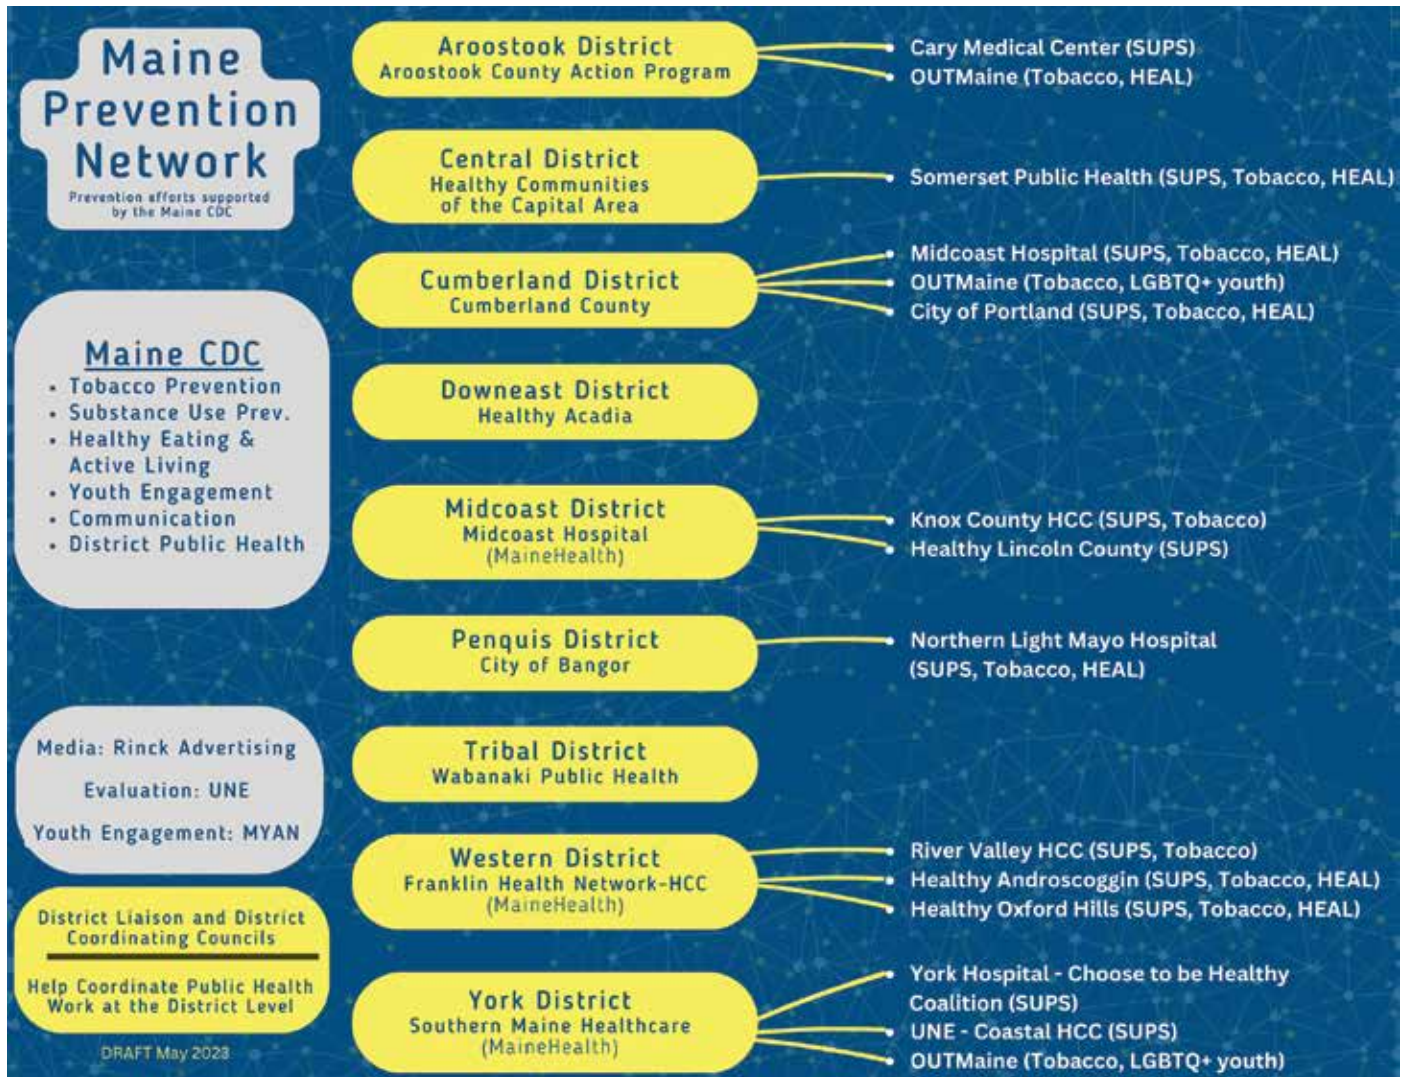 Maine
Prevention
Network
Prevention efforts supported
by the Maine CDC
Maine CDC
• Tobacco Prevention
• Substance Use Prev.
• Healthy Eating &
Active Living
• Youth Engagement
• Communication
• District Public Health
Media: Rinck Advertising
Evaluation: UNE
Youth Engagement: MYAN
District Liaison and District
Coordinating Councils
Help Coordinate Public Health
Work at the District Level
DRAFT May 2023
Aroostook District
Aroostook County Action Program
• Cary Medical Center (SUPS)
• OUTMaine (Tobacco, HEAL)
Central District
Healthy Communities
of the Capital Area
• Somerset Public Health (SUPS, Tobacco, HEAL)
Cumberland District
Cumberland County
• Midcoast Hospital (SUPS, Tobacco, HEAL)
• OUTMaine (Tobacco, LGBTQ+ youth)
• City of Portland (SUPS, Tobacco, HEAL)
Downeast District
Healthy Acadia
Midcoast District
Midcoast Hospital
(MaineHealth)
• Knox County HCC (SUPS, Tobacco)
• Healthy Lincoln County (SUPS)
Penquis District
City of Bangor
• Northern Light Mayo Hospital
(SUPS, Tobacco, HEAL)
Tribal District
Wabanaki Public Health
Western District
Franklin Health Network-HCC
(MaineHealth)
• River Valley HCC (SUPS, Tobacco)
• Healthy Androscoggin (SUPS, Tobacco, HEAL)
• Healthy Oxford Hills (SUPS, Tobacco, HEAL)
York District
Southern Maine Healthcare
(MaineHealth)
• York Hospital - Choose to be Healthy
Coalition (SUPS)
• UNE - Coastal HCC (SUPS)
• OUTMaine (Tobacco, LGBTQ+ youth)